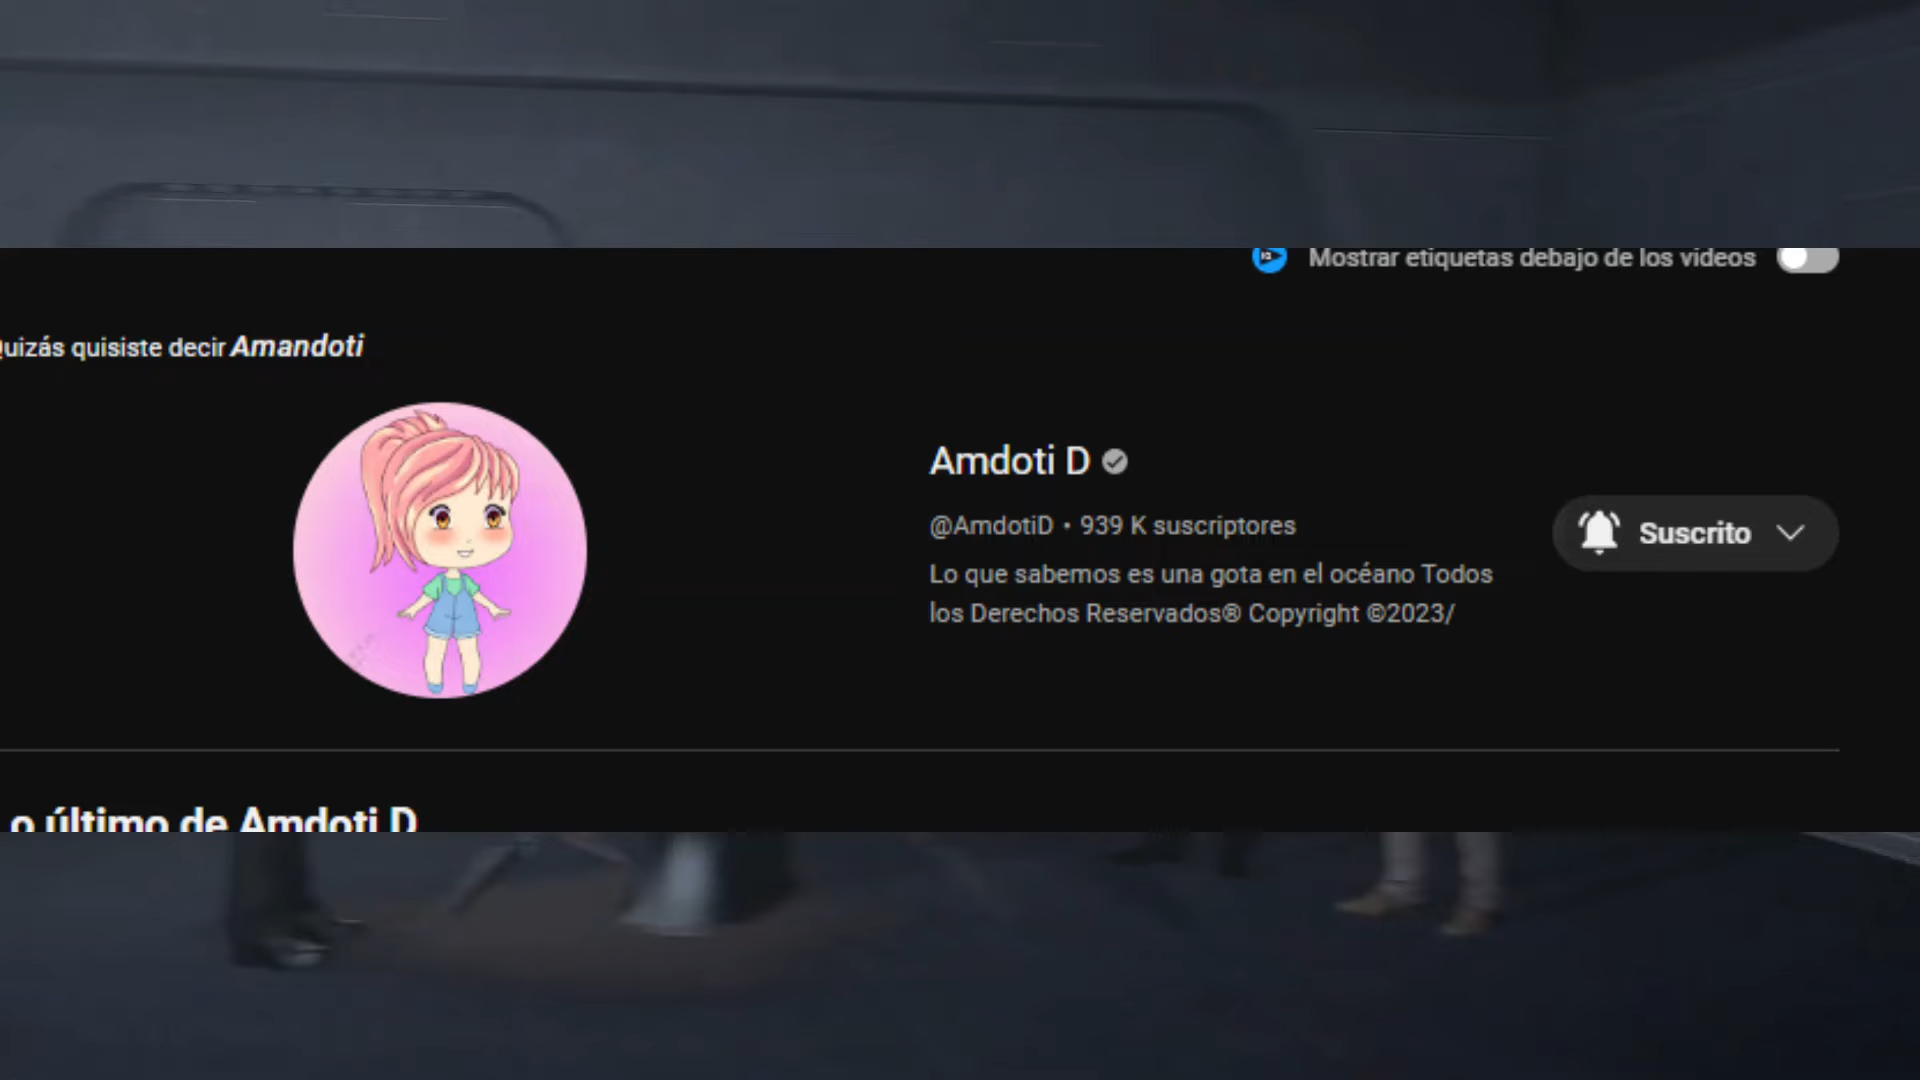 Mostrar etiquetas debajo de los videos
Quizás quisiste decir Amandoti
Amdoti D
@AmdotiD • 939 K suscriptores
Suscrito
Lo que sabemos es una gota en el océano Todos
los Derechos Reservados® Copyright ©2023/
o último de Amdoti D